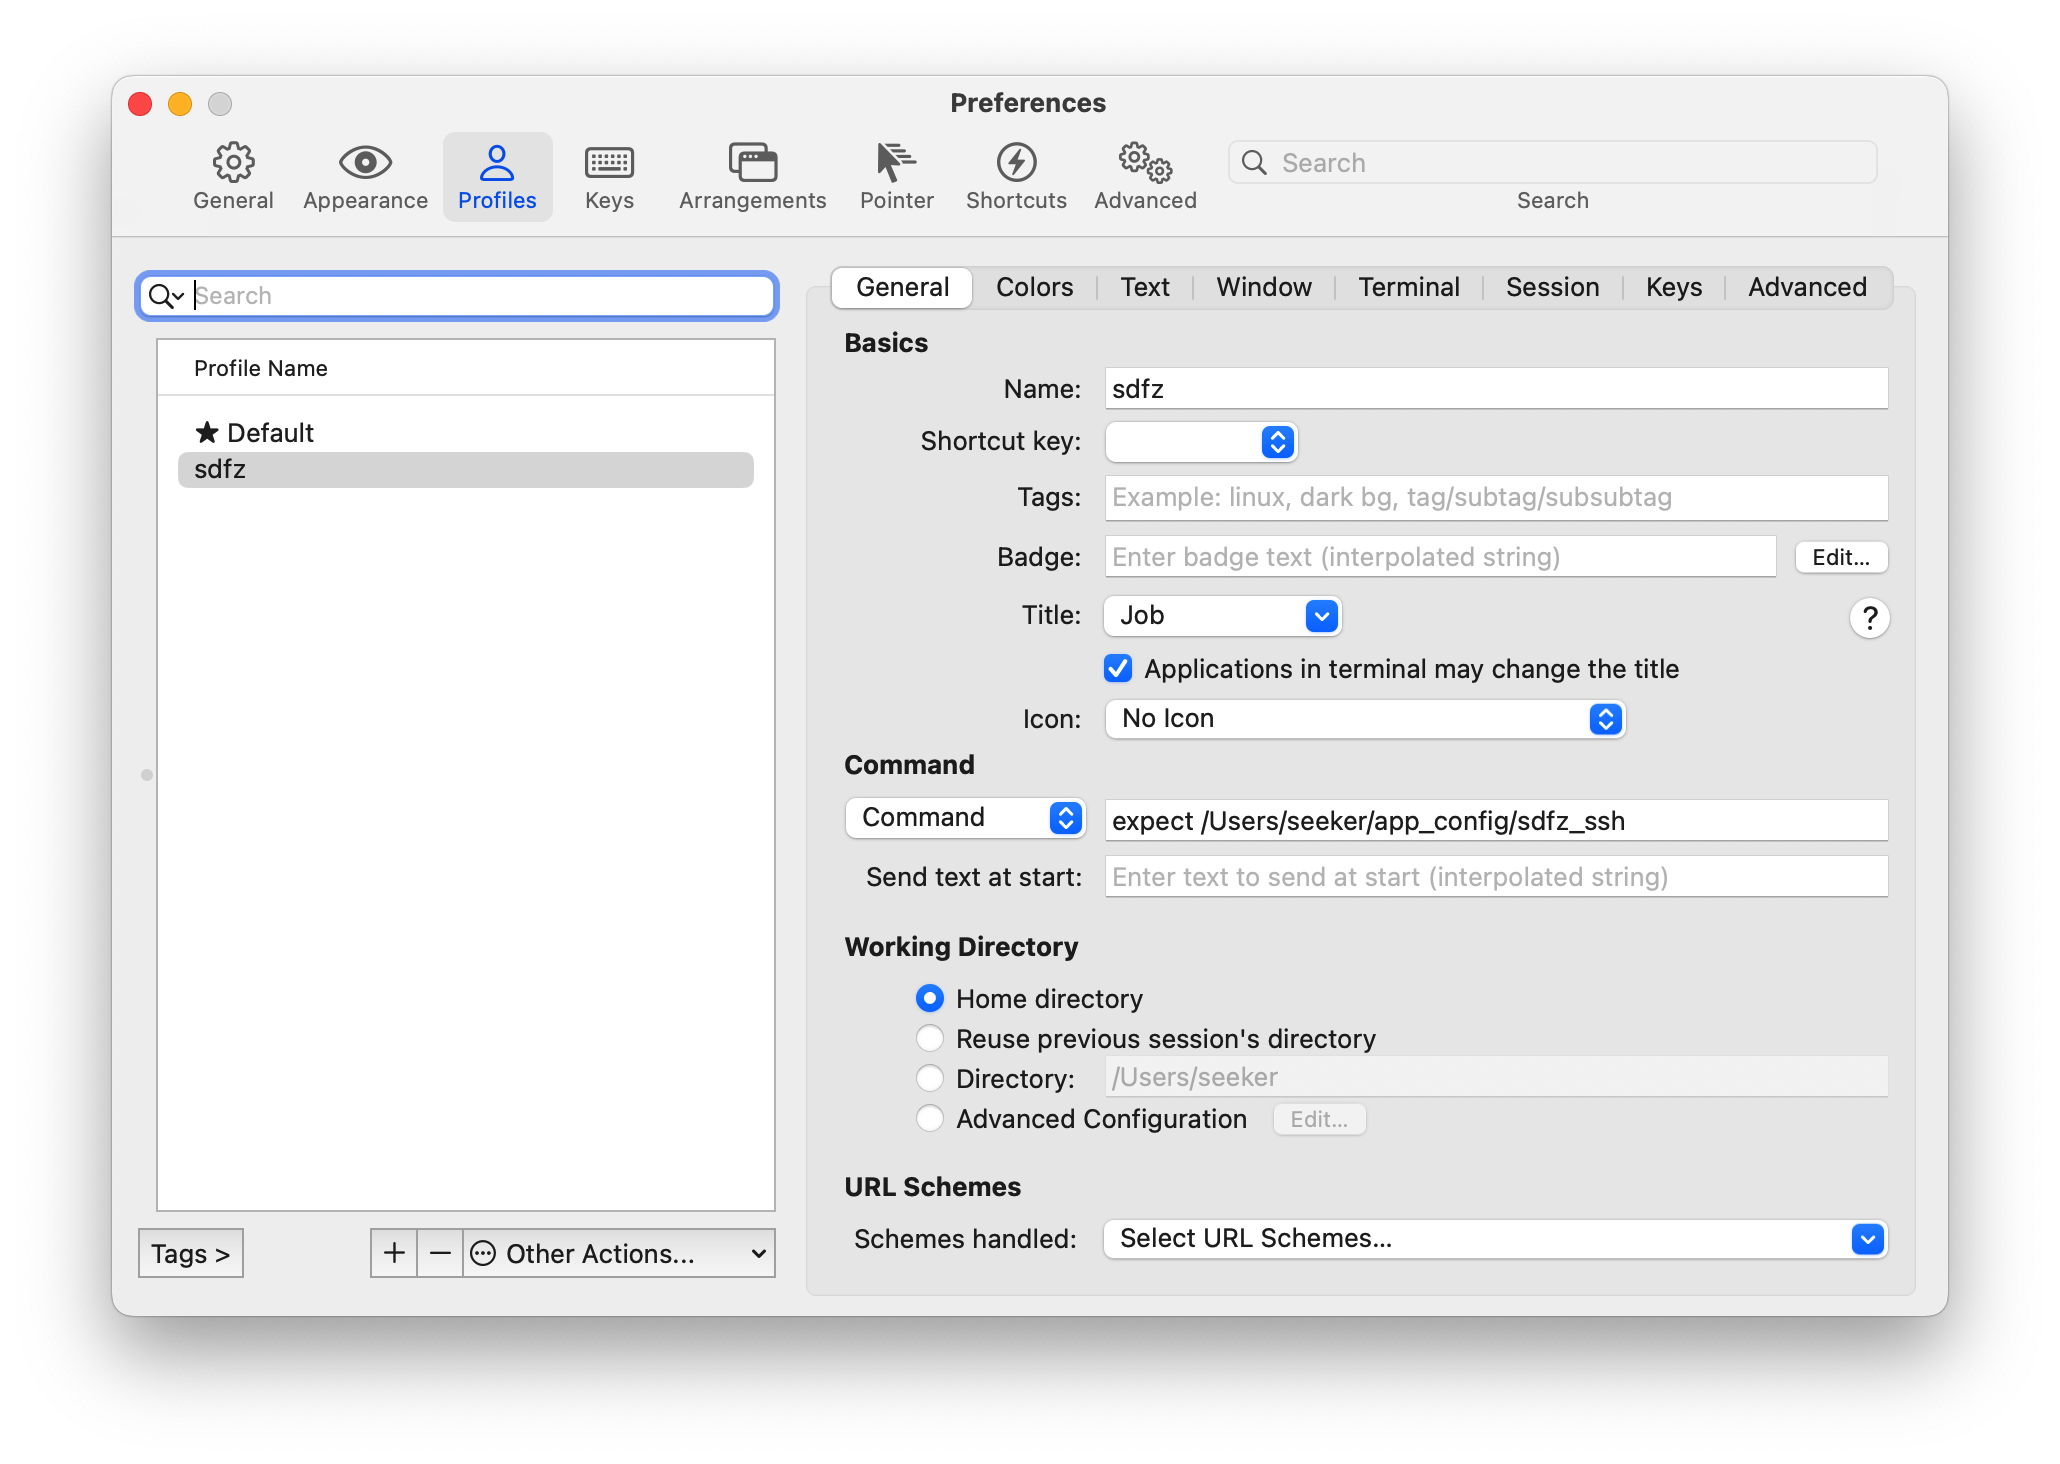 Preferences
General
Appearance
Profiles
Keys
Arrangements
Pointer
Shortcuts
Advanced
Search
Search
Search
Profile Name
★ Default
sdfz
Tags >
+ − Other Actions...
General Colors Text Window Terminal Session Keys Advanced
Basics
Name: sdfz
Shortcut key:
Tags: Example: linux, dark bg, tag/subtag/subsubtag
Badge: Enter badge text (interpolated string) Edit...
Title: Job ?
Applications in terminal may change the title
Icon: No Icon
Command
Command expect /Users/seeker/app_config/sdfz_ssh
Send text at start: Enter text to send at start (interpolated string)
Working Directory
Home directory
Reuse previous session's directory
Directory: /Users/seeker
Advanced Configuration Edit...
URL Schemes
Schemes handled: Select URL Schemes...